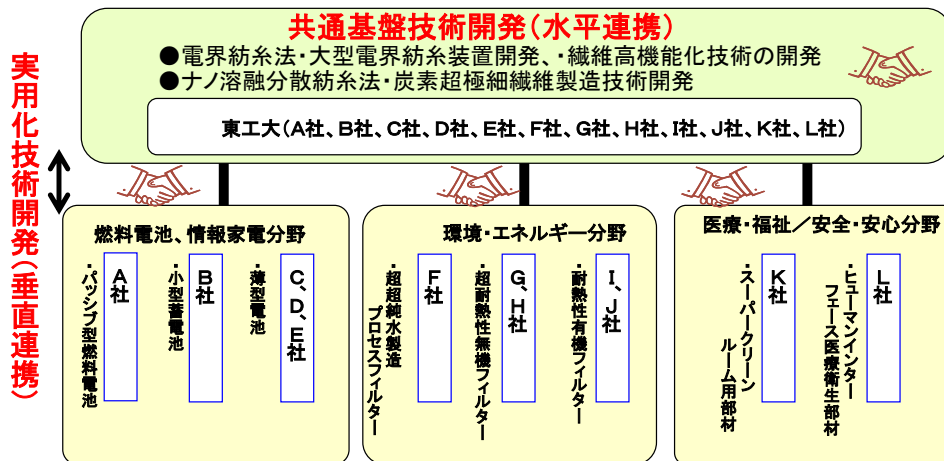 共通基盤技術開発(水平連携)
●電界紡糸法・大型電界紡糸装置開発、・繊維高機能化技術の開発
●ナノ溶融分散紡糸法・炭素超極細繊維製造技術開発
東工大(A社、B社、C社、D社、E社、F社、G社、H社、I社、J社、K社、L社)
実用化技術開発(垂直連携)
燃料電池、情報家電分野
A社
・パッシブ型燃料電池
B社
・小型蓄電池
C、D、E社
・薄型電池
環境・エネルギー分野
F社
・超超純水製造
プロセスフィルター
G、H社
・超耐熱性無機フィルター
I、J社
・耐熱性有機フィルター
医療・福祉/安全・安心分野
K社
・スーパークリーン
ルーム用部材
L社
・ヒューマンインター
フェース医療衛生部材